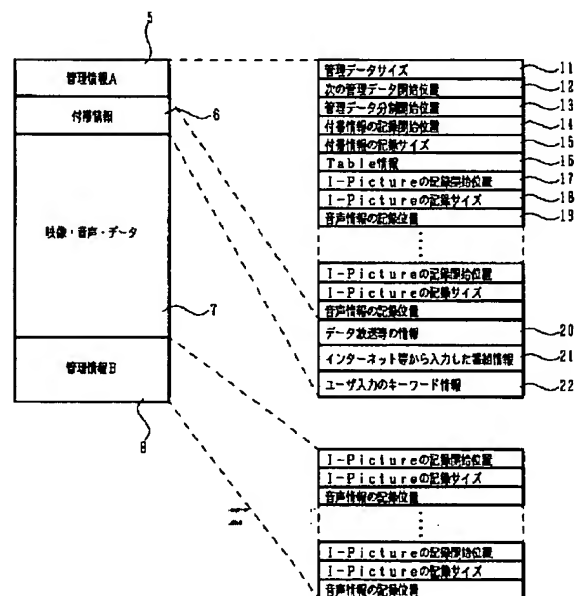 5
管理情報A
付帯情報
6
映像・音声・データ
7
管理情報B
8
管理データサイズ
11
次の管理データ開始位置
12
管理データ分割開始位置
13
付帯情報の記録開始位置
14
付帯情報の記録サイズ
15
Table情報
16
I-Pictureの記録開始位置
17
I-Pictureの記録サイズ
18
音声情報の記録位置
19
I-Pictureの記録開始位置
I-Pictureの記録サイズ
音声情報の記録位置
データ放送等の情報
20
インターネット等から入力した番組情報
21
ユーザ入力のキーワード情報
22
I-Pictureの記録開始位置
I-Pictureの記録サイズ
音声情報の記録位置
I-Pictureの記録開始位置
I-Pictureの記録サイズ
音声情報の記録位置